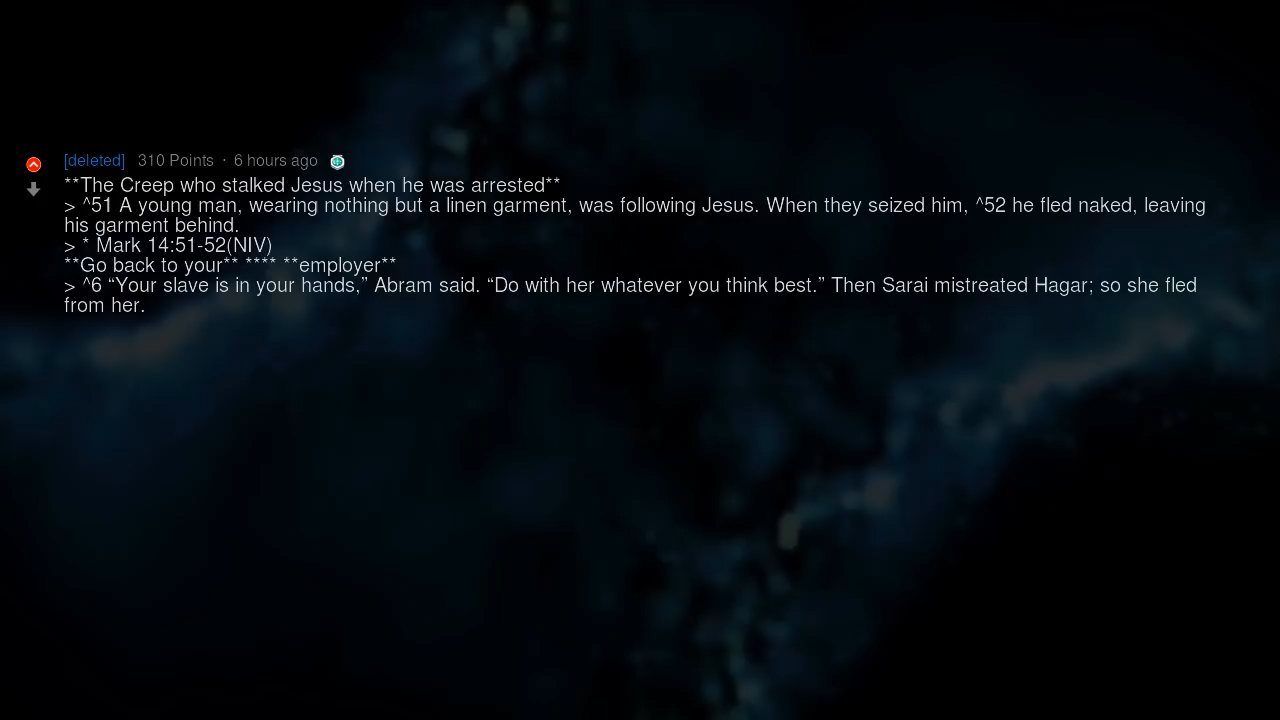 [deleted] 310 Points · 6 hours ago
**The Creep who stalked Jesus when he was arrested**
> ^51 A young man, wearing nothing but a linen garment, was following Jesus. When they seized him, ^52 he fled naked, leaving
his garment behind.
> * Mark 14:51-52(NIV)
**Go back to your** **** **employer**
> ^6 “Your slave is in your hands,” Abram said. “Do with her whatever you think best.” Then Sarai mistreated Hagar; so she fled
from her.